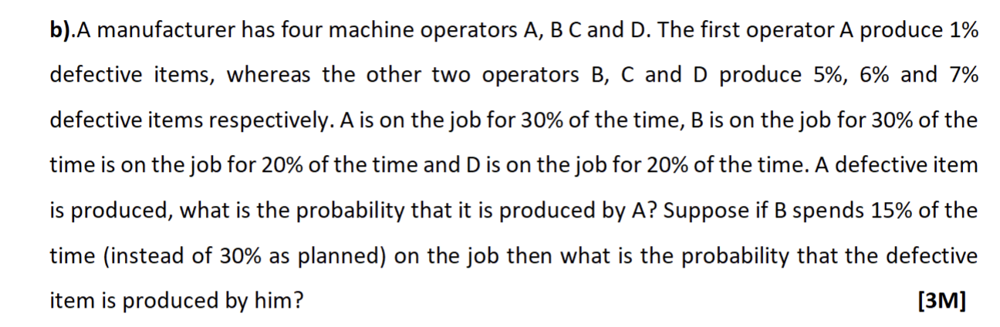 b).A manufacturer has four machine operators A, B C and D. The first operator A produce 1%
defective items, whereas the other two operators B, C and D produce 5%, 6% and 7%
defective items respectively. A is on the job for 30% of the time, B is on the job for 30% of the
time is on the job for 20% of the time and D is on the job for 20% of the time. A defective item
is produced, what is the probability that it is produced by A? Suppose if B spends 15% of the
time (instead of 30% as planned) on the job then what is the probability that the defective
item is produced by him? [3M]